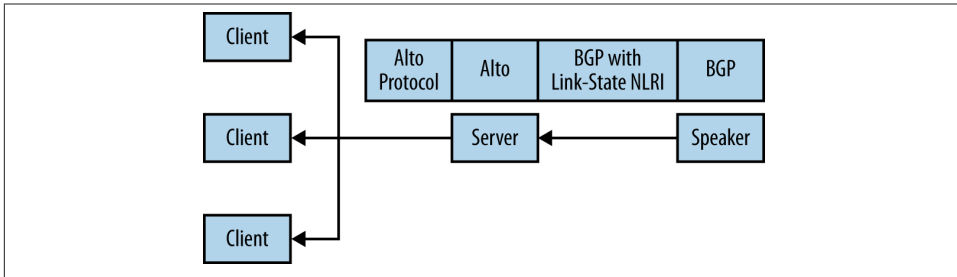 Client
Alto
Protocol
Alto
BGP with
Link-State NLRI
BGP
Client
Server
Speaker
Client